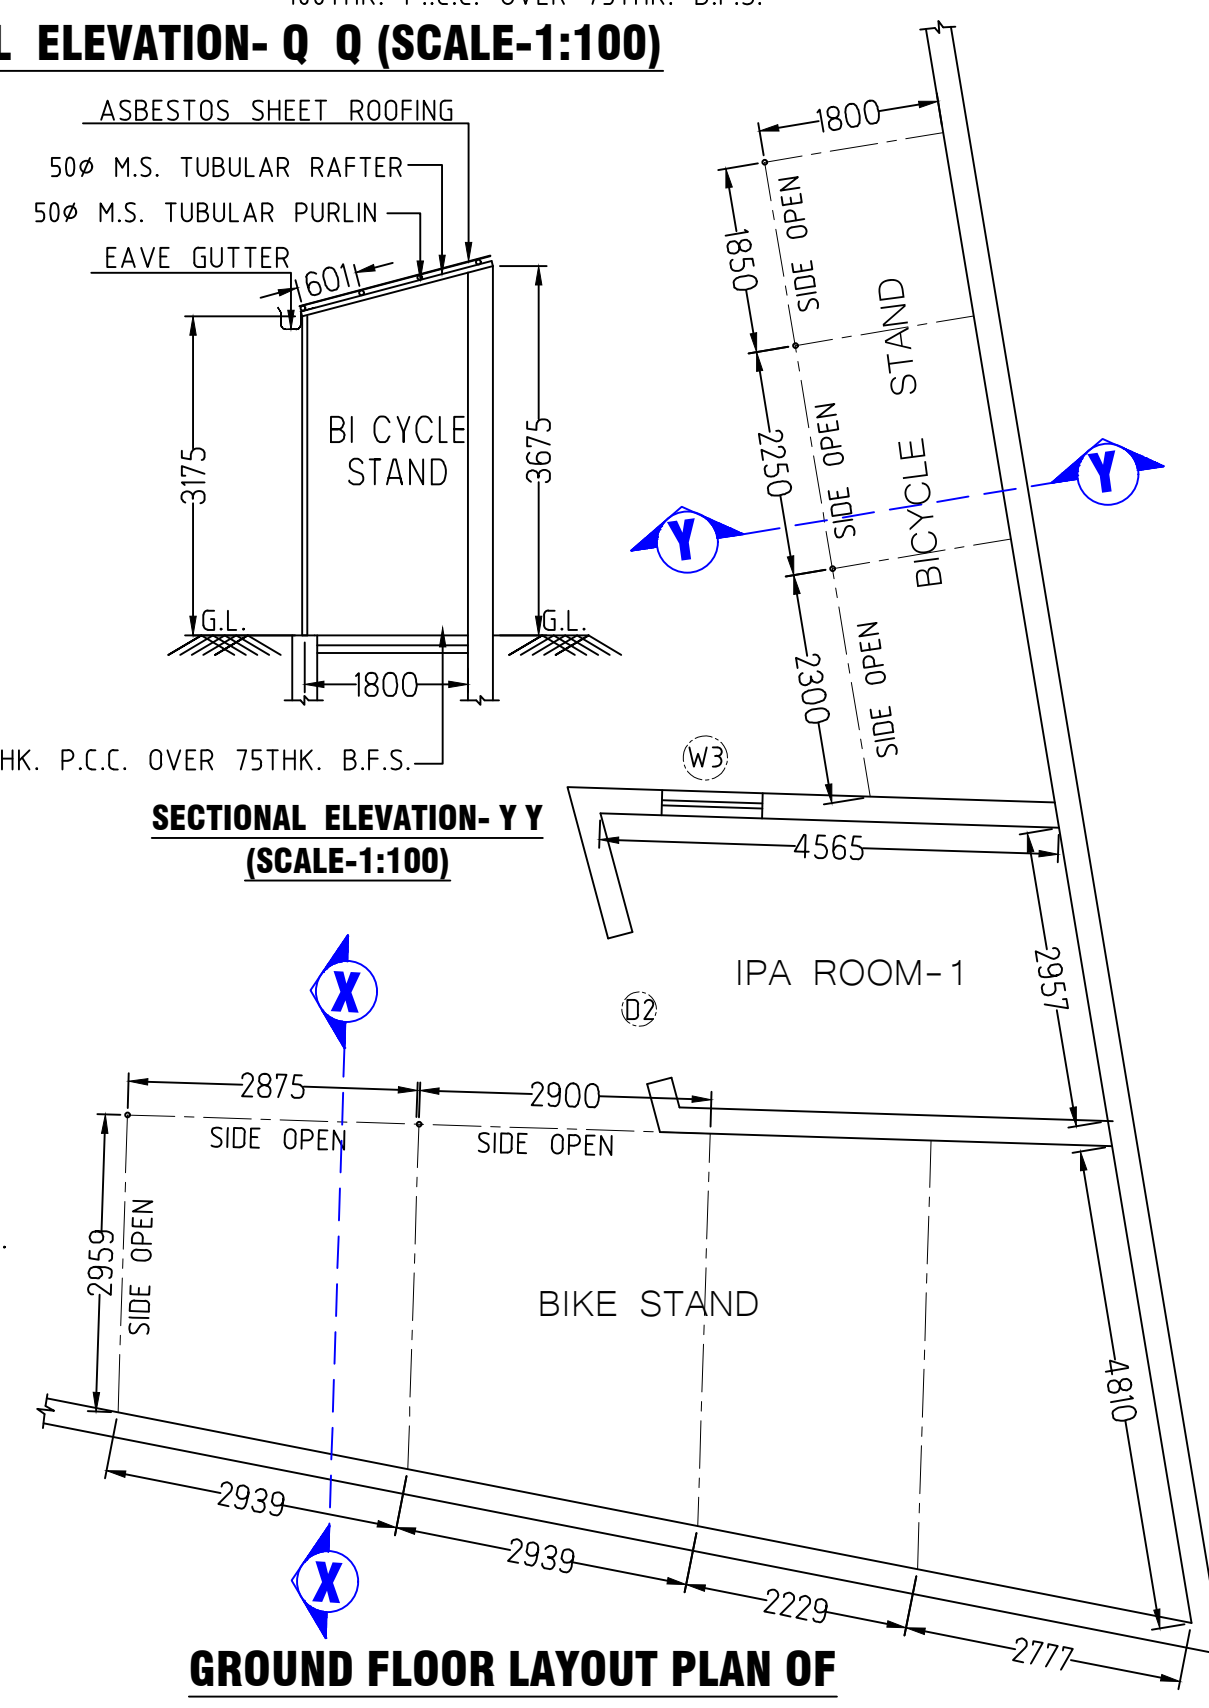 L ELEVATION- Q Q (SCALE-1:100)
ASBESTOS SHEET ROOFING
50Ø M.S. TUBULAR RAFTER
50Ø M.S. TUBULAR PURLIN
EAVE GUTTER
601
BI CYCLE
STAND
3175
3675
G.L.
G.L.
1800
HK. P.C.C. OVER 75THK. B.F.S.
SECTIONAL ELEVATION- Y Y
(SCALE-1:100)
1800
SIDE OPEN
1850
BICYCLE STAND
SIDE OPEN
2250
Y
Y
SIDE OPEN
2300
W3
4565
IPA ROOM-1
2957
D2
X
2875
2900
SIDE OPEN
SIDE OPEN
2959
SIDE OPEN
BIKE STAND
4810
2939
2939
2229
2777
X
GROUND FLOOR LAYOUT PLAN OF